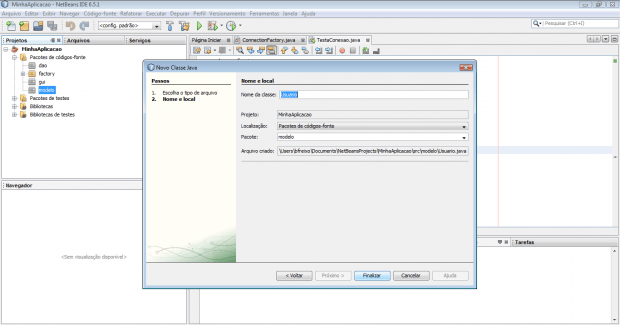 MinhaAplicacao - NetBeans IDE 6.5.1
Arquivo Editar Exibir Navegar Código-fonte Refatorar Executar Depurar Perfil Versionamento Ferramentas Janela Ajuda
<config. padrão>
Pesquisar (Ctrl+I)
Projetos Arquivos Serviços
Página Inicial ConnectionFactory.java TestaConexao.java
MinhaAplicacao
Pacotes de códigos-fonte
dao
factory
gui
modelo
Pacotes de testes
Bibliotecas
Bibliotecas de testes
Navegador
<Sem visualização disponível>
Novo Classe Java
Passos
1. Escolha o tipo de arquivo
2. Nome e local
Nome e local
Nome da classe: Usuario
Projeto: MinhaAplicacao
Localização: Pacotes de códigos-fonte
Pacote: modelo
Arquivo criado: \Users\bfreixo\Documents\NetBeansProjects\MinhaAplicacao\src\modelo\Usuario.java
< Voltar Próximo > Finalizar Cancelar Ajuda
Tarefas